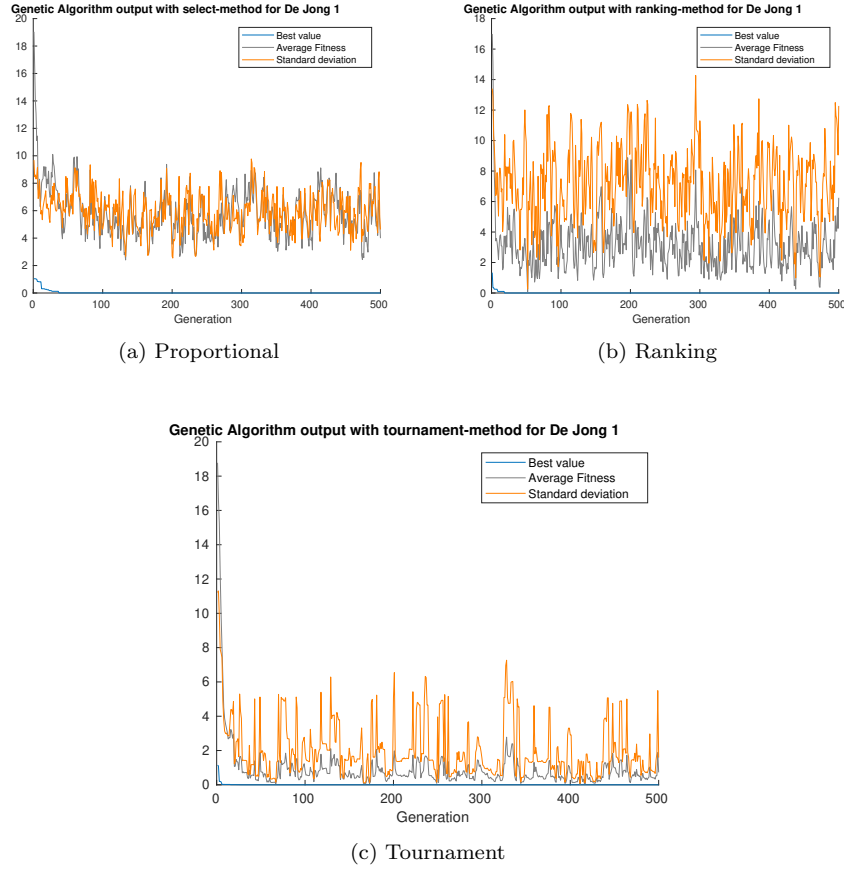 Genetic Algorithm output with select-method for De Jong 1
20
18
16
14
12
10
8
6
4
2
0
Best value
Average Fitness
Standard deviation
0 100 200 300 400 500
Generation
(a) Proportional
Genetic Algorithm output with ranking-method for De Jong 1
18
16
14
12
10
8
6
4
2
0
Best value
Average Fitness
Standard deviation
0 100 200 300 400 500
Generation
(b) Ranking
Genetic Algorithm output with tournament-method for De Jong 1
20
18
16
14
12
10
8
6
4
2
0
Best value
Average Fitness
Standard deviation
0 100 200 300 400 500
Generation
(c) Tournament